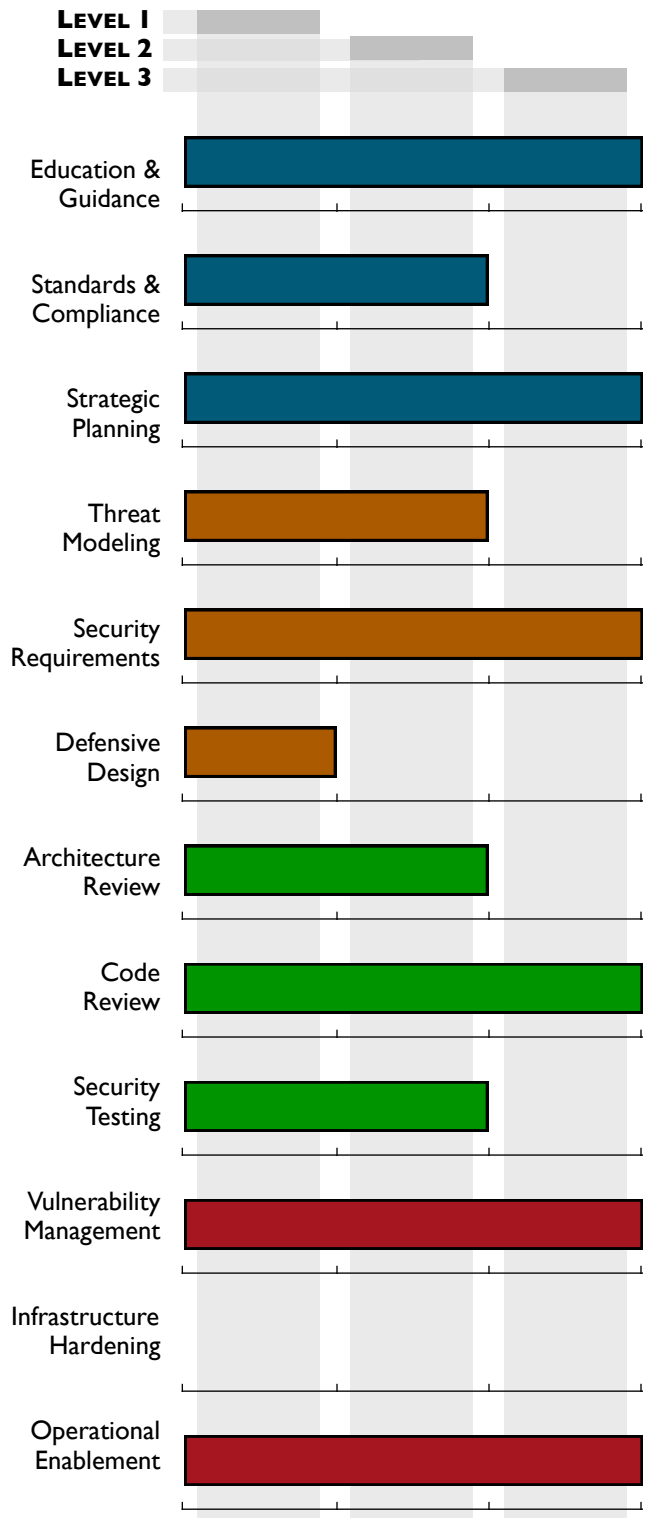 LEVEL 1
LEVEL 2
LEVEL 3
Education &
Guidance
Standards &
Compliance
Strategic
Planning
Threat
Modeling
Security
Requirements
Defensive
Design
Architecture
Review
Code
Review
Security
Testing
Vulnerability
Management
Infrastructure
Hardening
Operational
Enablement